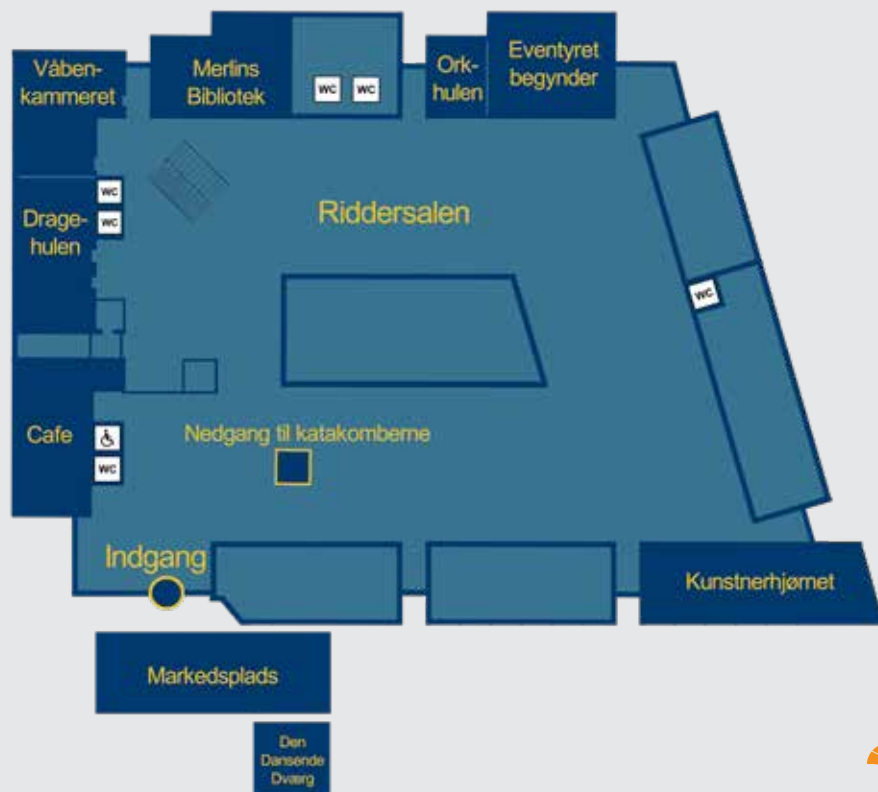 Våben-
kammeret
Merlins
Bibliotek
WC WC
Ork-
hulen
Eventyret
begynder
WC
WC
Drage-
hulen
Riddersalen
WC
Cafe
WC
Nedgang til katakomberne
Indgang
Kunstnerhjørnet
Markedsplads
Den
Dansende
Dværg